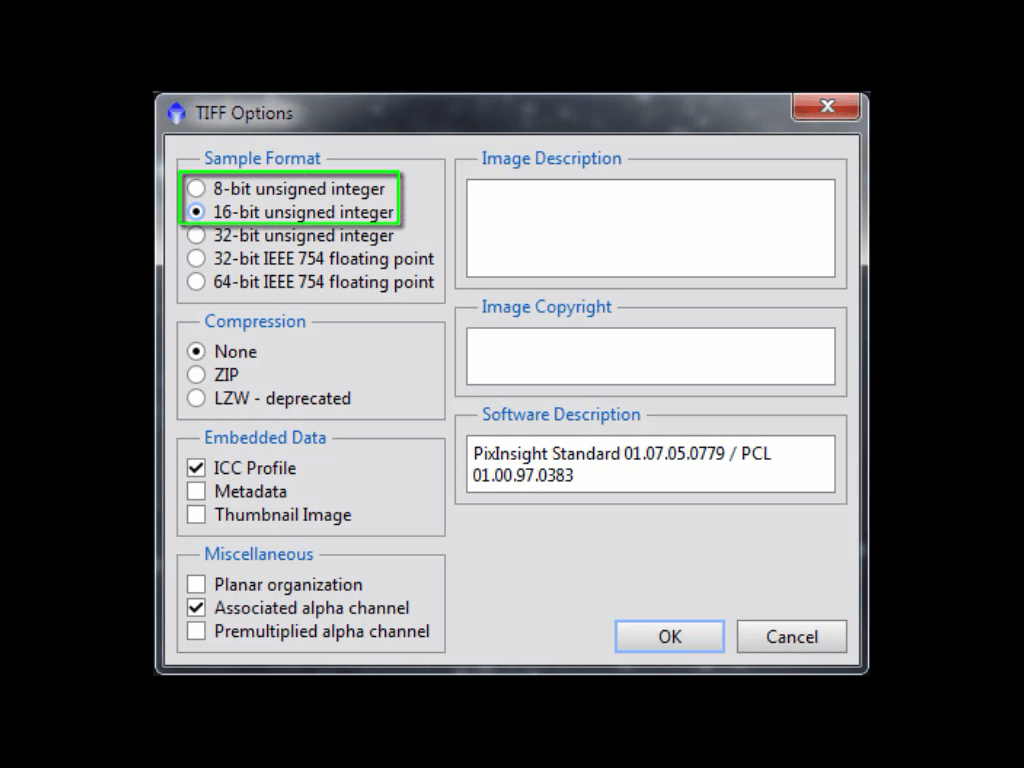 TIFF Options
Sample Format
8-bit unsigned integer
16-bit unsigned integer
32-bit unsigned integer
32-bit IEEE 754 floating point
64-bit IEEE 754 floating point
Compression
None
ZIP
LZW - deprecated
Embedded Data
ICC Profile
Metadata
Thumbnail Image
Miscellaneous
Planar organization
Associated alpha channel
Premultiplied alpha channel
Image Description
Image Copyright
Software Description
PixInsight Standard 01.07.05.0779 / PCL
01.00.97.0383
OK
Cancel